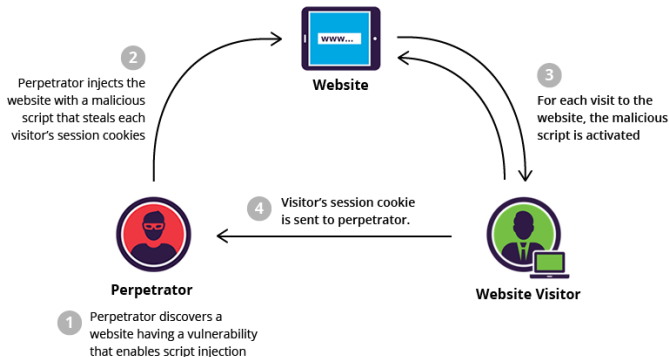 www...
Website
2
Perpetrator injects the
website with a malicious
script that steals each
visitor's session cookies
3
For each visit to the
website, the malicious
script is activated
4
Visitor's session cookie
is sent to perpetrator.
Perpetrator
Website Visitor
1
Perpetrator discovers a
website having a vulnerability
that enables script injection